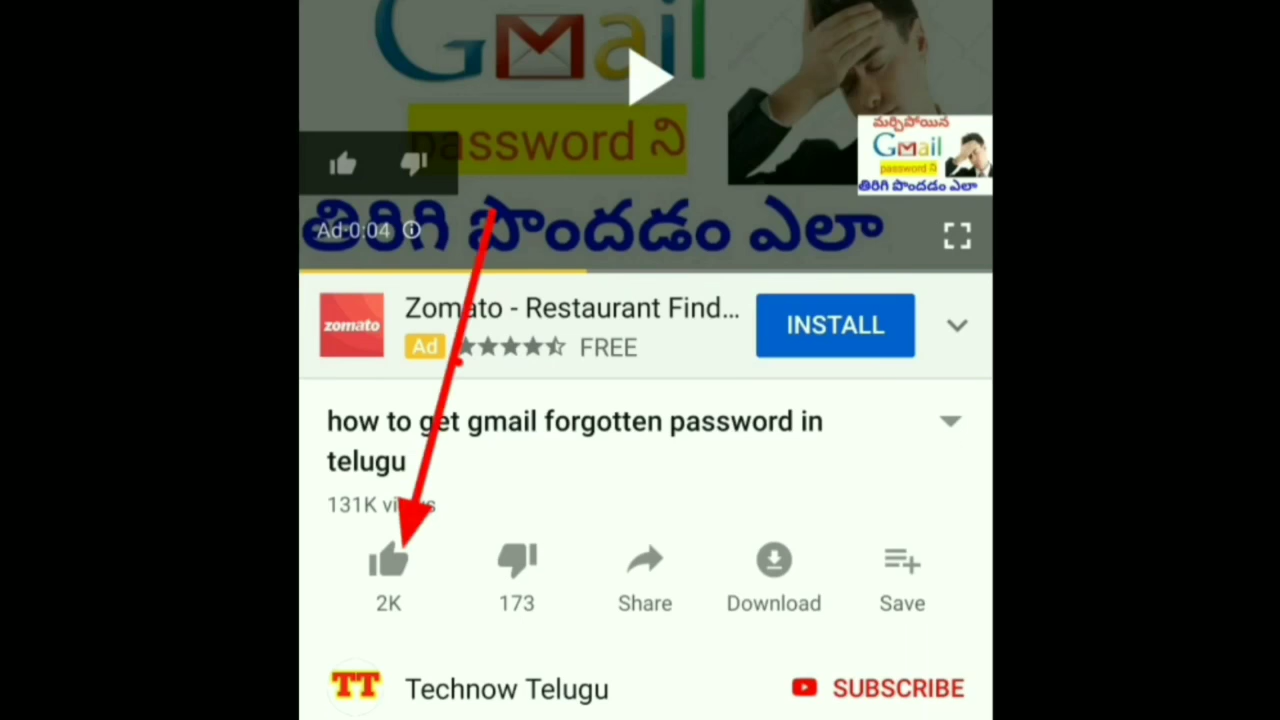 Gmail
password ని
మర్చిపోయిన
Gmail
password ని
తిరిగి పొందడం ఎలా
తిరిగి పొందడం ఎలా
Ad·0:04
zomato
Zomato - Restaurant Find...
INSTALL
Ad
FREE
how to get gmail forgotten password in
telugu
131K views
2K
173
Share
Download
Save
TT
Technow Telugu
SUBSCRIBE